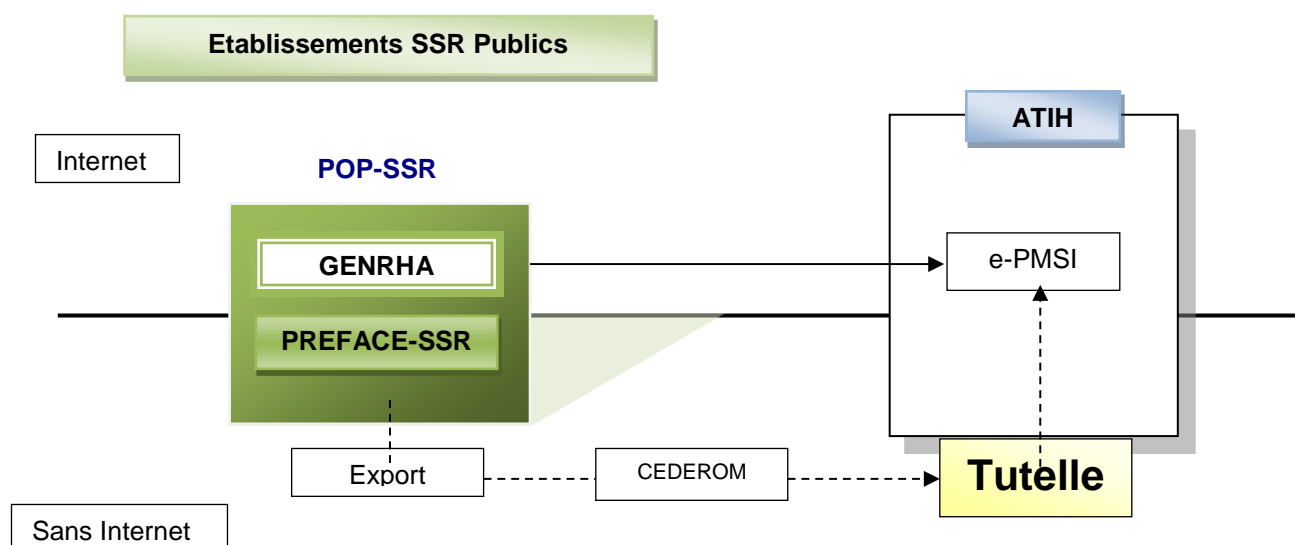 Etablissements SSR Publics
ATIH
Internet
POP-SSR
GENRHA
e-PMSI
PREFACE-SSR
Export
CEDEROM
Tutelle
Sans Internet